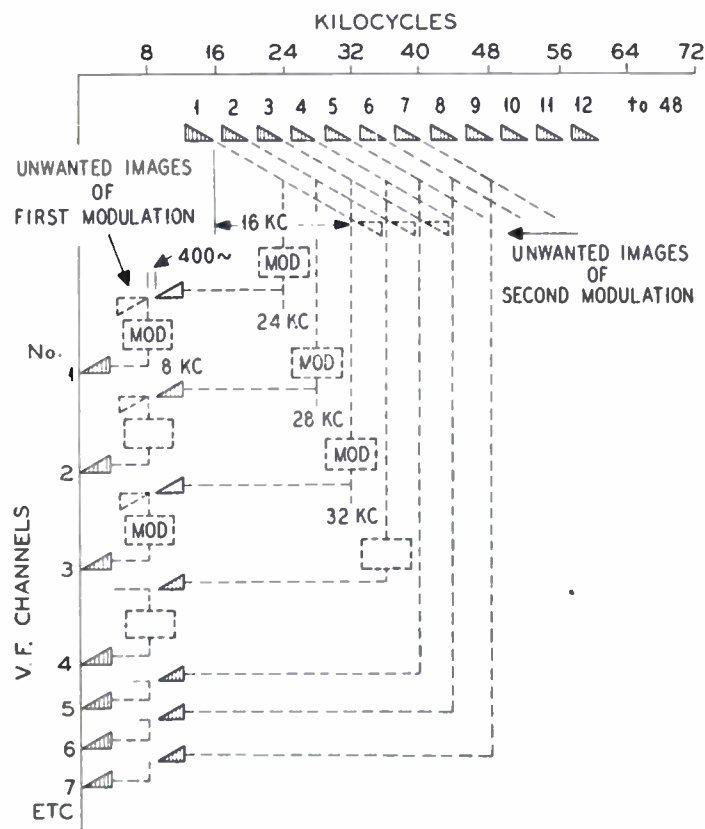 KILOCYCLES
8 16 24 32 40 48 56 64 72
1 2 3 4 5 6 7 8 9 10 11 12 to 48
UNWANTED IMAGES
OF
FIRST MODULATION
16 KC
UNWANTED IMAGES
OF
SECOND MODULATION
400~
MOD
MOD
24 KC
No.
8 KC
1
MOD
28 KC
2
MOD
MOD
32 KC
3
V.F. CHANNELS
4
5
6
7
ETC